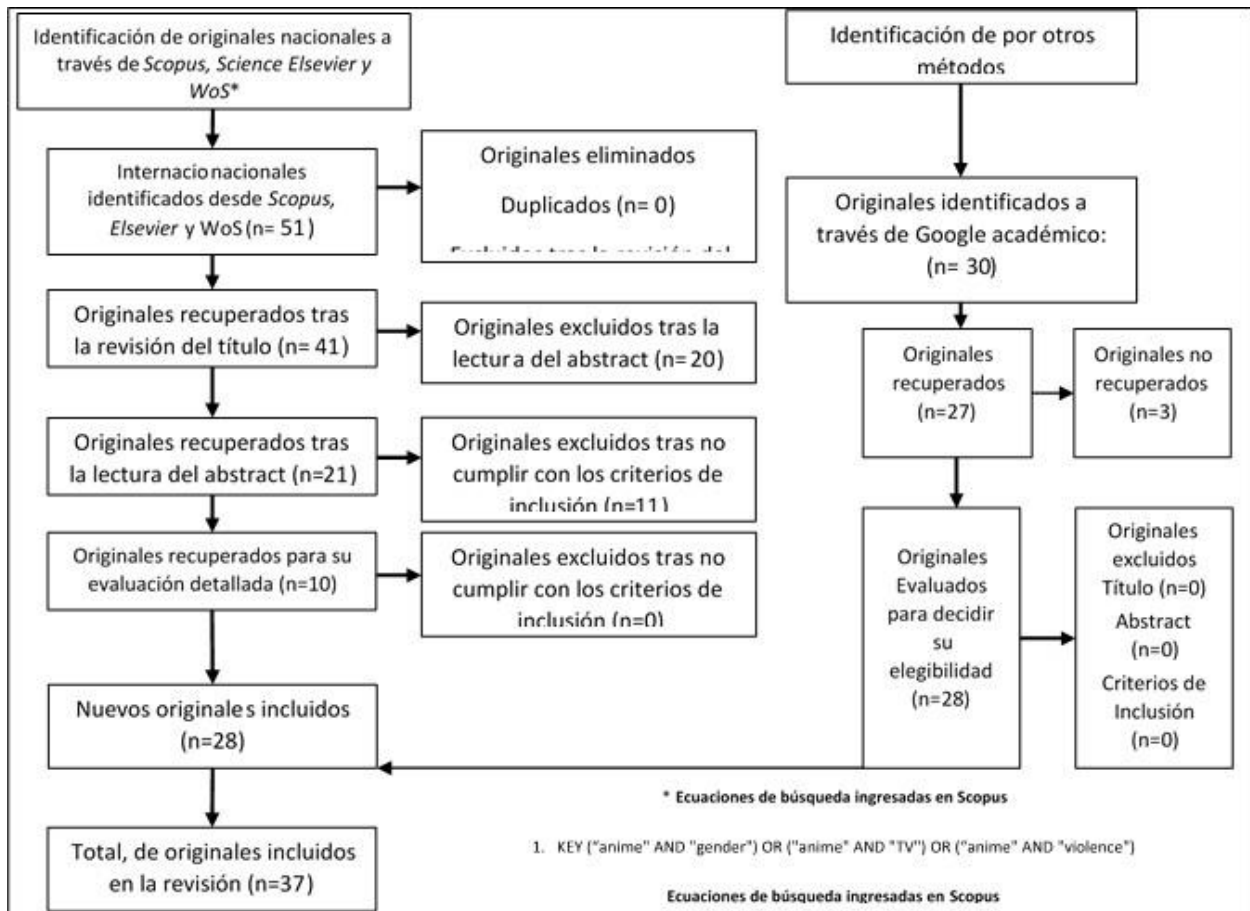 Identificación de originales nacionales a
través de Scopus, Science Elsevier y
WoS*
Internacionacionales
identificados desde Scopus,
Elsevier y WoS (n= 51)
Originales eliminados
Duplicados (n= 0)
Excluidos tras la revisión del
Originales recuperados tras
la revisión del título (n= 41)
Originales excluidos tras la
lectura del abstract (n= 20)
Originales recuperados tras
la lectura del abstract (n=21)
Originales excluidos tras no
cumplir con los criterios de
inclusión (n=11)
Originales recuperados para su
evaluación detallada (n=10)
Originales excluidos tras no
cumplir con los criterios de
inclusión (n=0)
Nuevos originales incluidos
(n=28)
Total, de originales incluidos
en la revisión (n=37)
Identificación de por otros
métodos
Originales identificados a
través de Google académico:
(n= 30)
Originales
recuperados
(n=27)
Originales no
recuperados
(n=3)
Originales
Evaluados
para decidir
su
elegibilidad
(n=28)
Originales
excluidos
Título (n=0)
Abstract
(n=0)
Criterios de
Inclusión
(n=0)
* Ecuaciones de búsqueda ingresadas en Scopus
1. KEY ("anime" AND "gender") OR ("anime" AND "TV") OR ("anime" AND "violence")
Ecuaciones de búsqueda ingresadas en Scopus